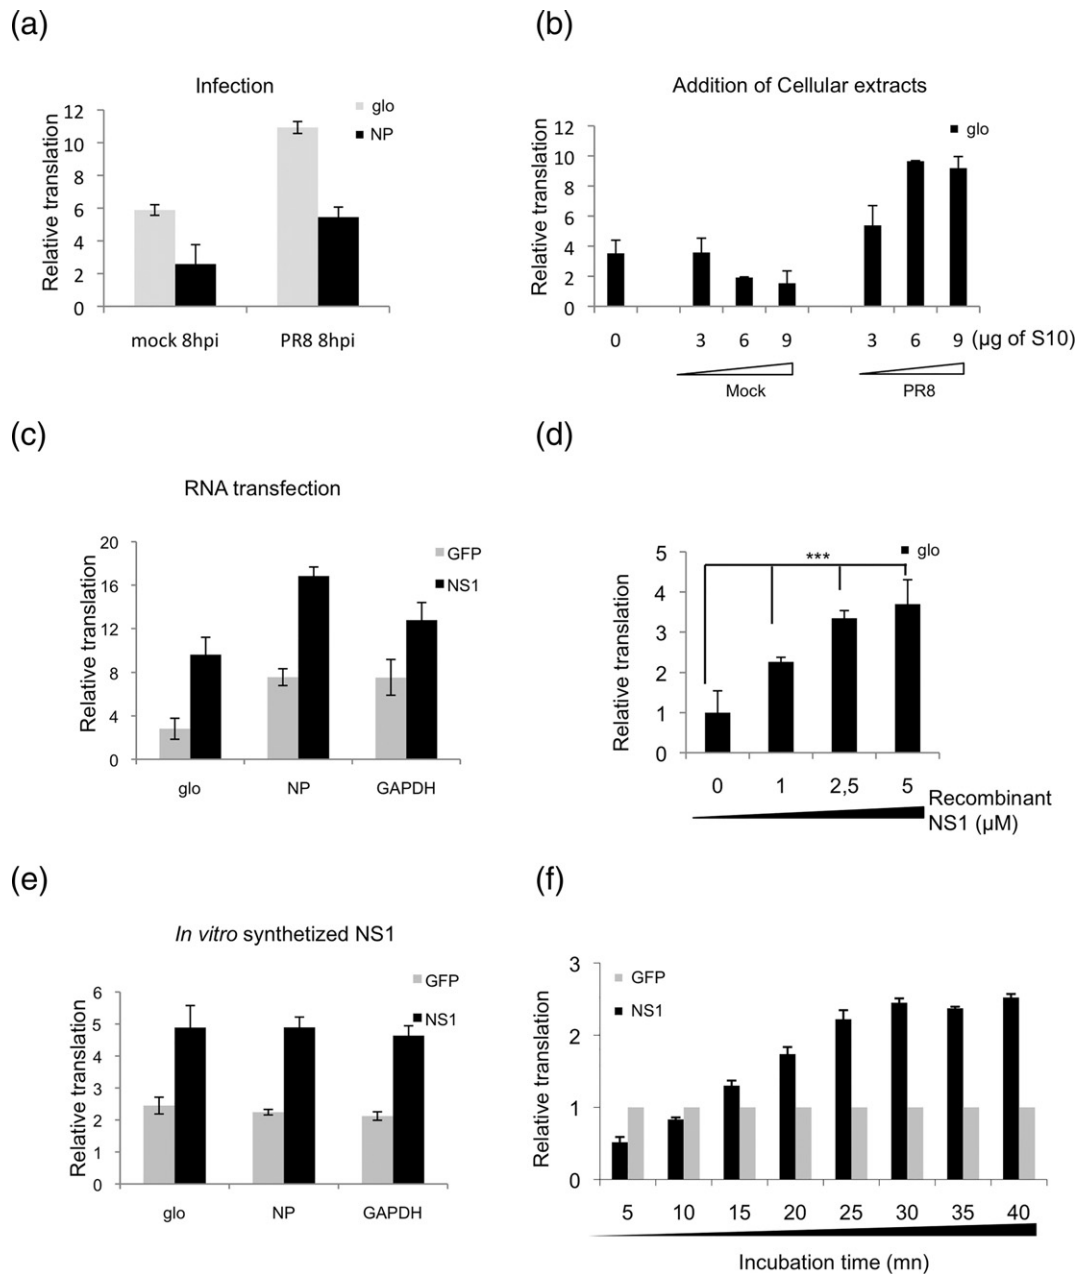 (a)
Infection
Relative translation
12
10
8
6
4
2
0
glo
NP
mock 8hpi
PR8 8hpi
(b)
Addition of Cellular extracts
Relative translation
12
10
8
6
4
2
0
glo
0 3 6 9 3 6 9 (µg of S10)
Mock PR8
(c)
RNA transfection
Relative translation
20
16
12
8
4
0
GFP
NS1
glo NP GAPDH
(d)
Relative translation
5
4
3
2
1
0
glo
***
0 1 2,5 5
Recombinant
NS1 (µM)
(e)
In vitro synthetized NS1
Relative translation
6
5
4
3
2
1
0
GFP
NS1
glo NP GAPDH
(f)
Relative translation
3
2
1
0
GFP
NS1
5 10 15 20 25 30 35 40
Incubation time (mn)